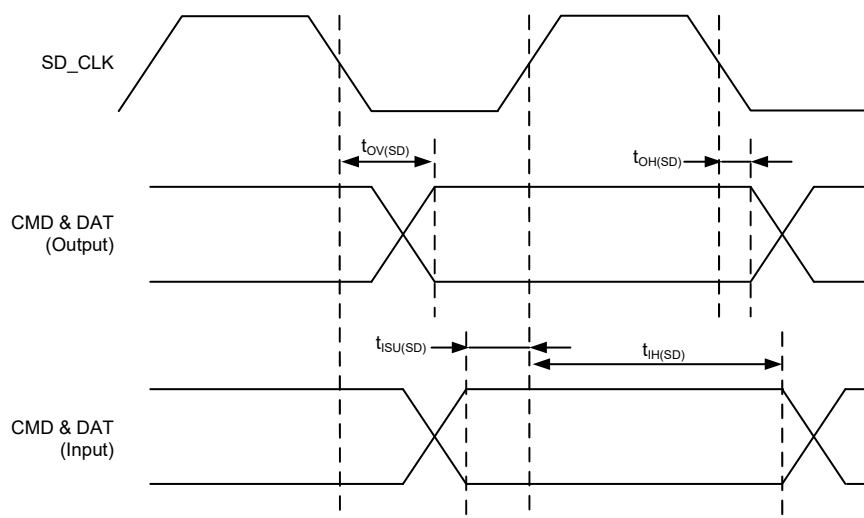 SD_CLK
tOV(SD)
tOH(SD)
CMD & DAT
(Output)
tISU(SD)
tIH(SD)
CMD & DAT
(Input)